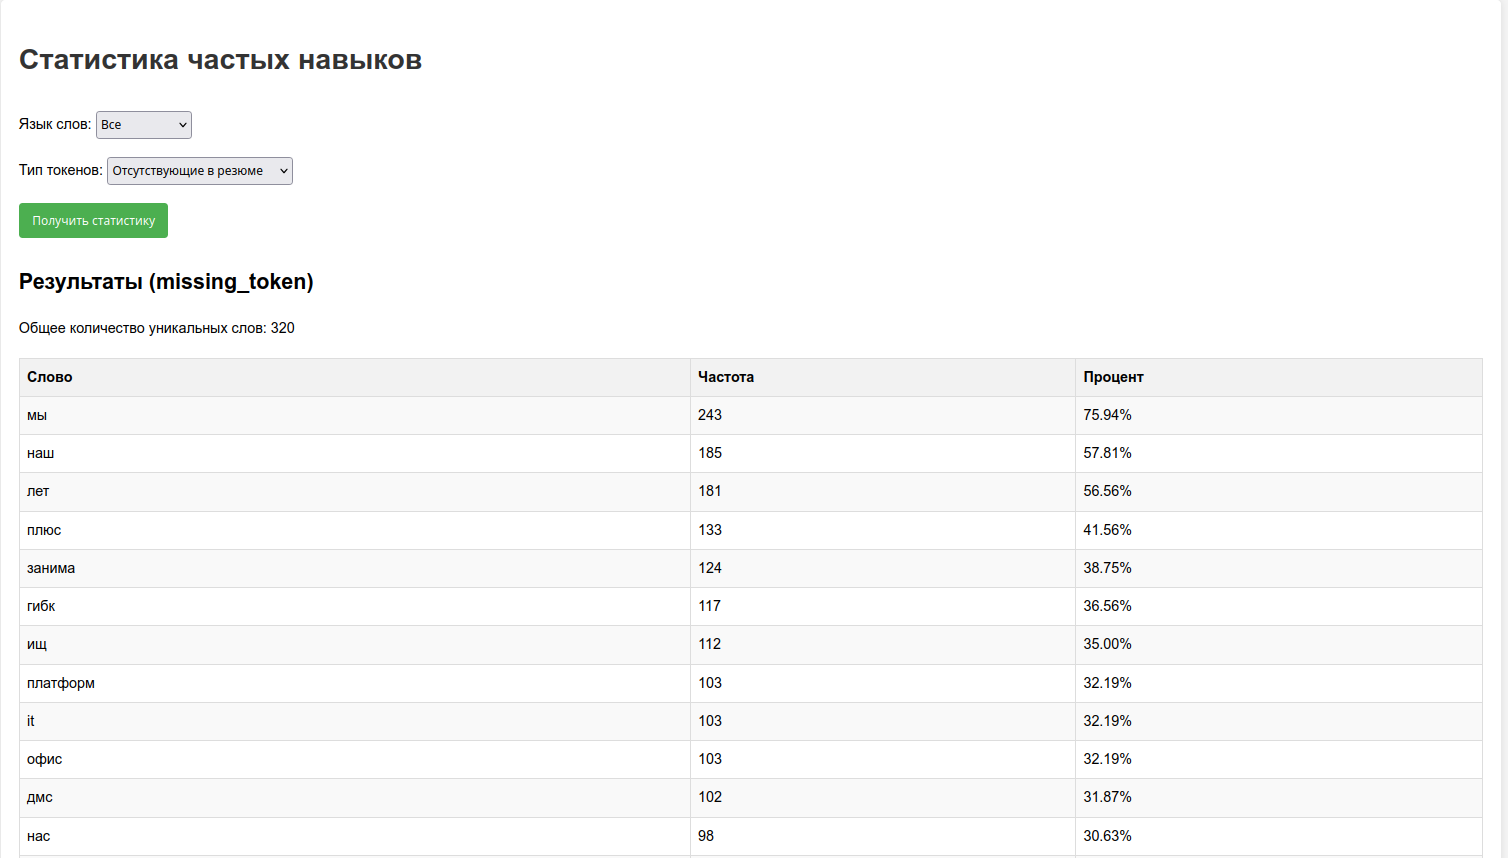 Статистика частых навыков
Язык слов: Все
Тип токенов: Отсутствующие в резюме
Получить статистику
Результаты (missing_token)
Общее количество уникальных слов: 320
Слово Частота Процент
мы 243 75.94%
наш 185 57.81%
лет 181 56.56%
плюс 133 41.56%
занима 124 38.75%
гибк 117 36.56%
ищ 112 35.00%
платформ 103 32.19%
it 103 32.19%
офис 103 32.19%
дмс 102 31.87%
нас 98 30.63%